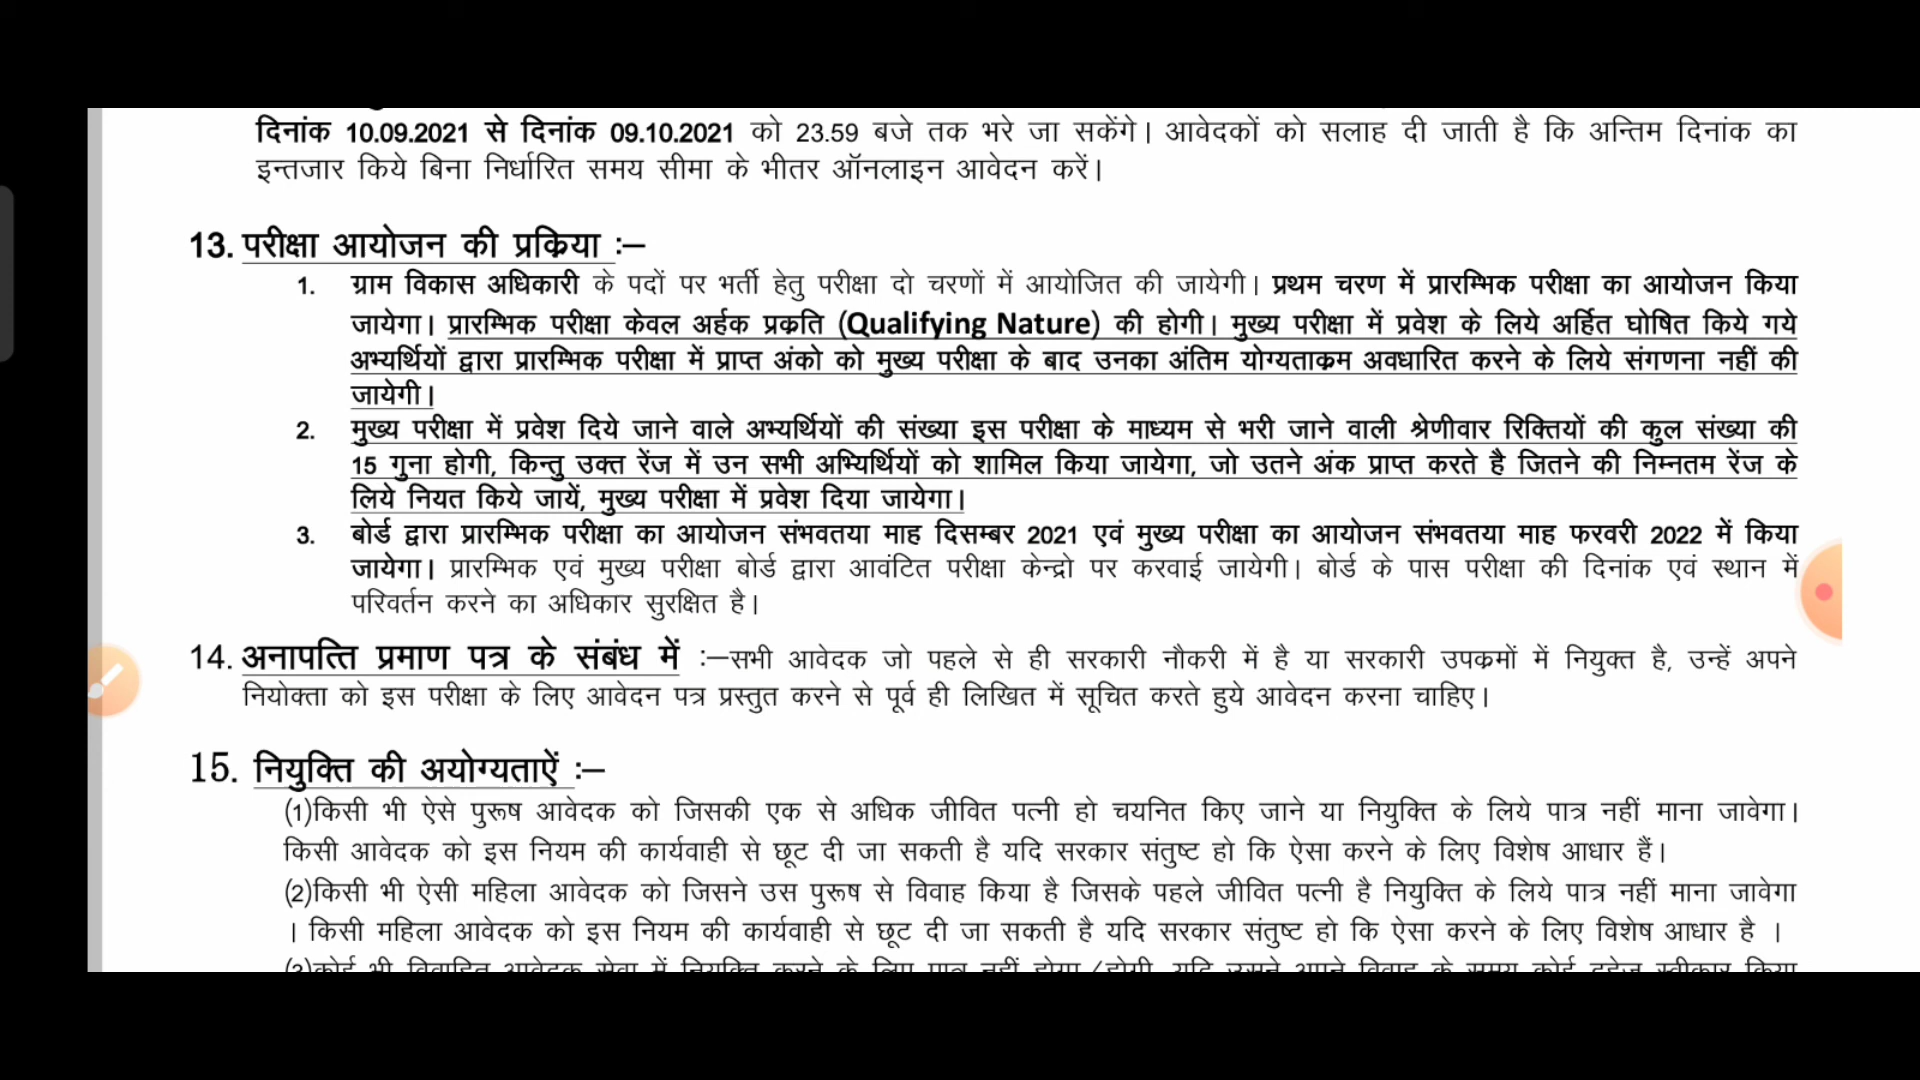 दिनांक 10.09.2021 से दिनांक 09.10.2021 को 23.59 बजे तक भरे जा सकेंगे। आवेदकों को सलाह दी जाती है कि अन्तिम दिनांक का
इन्तजार किये बिना निर्धारित समय सीमा के भीतर ऑनलाइन आवेदन करें।
13. परीक्षा आयोजन की प्रक्रिया :–
1. ग्राम विकास अधिकारी के पदों पर भर्ती हेतु परीक्षा दो चरणों में आयोजित की जायेगी। प्रथम चरण में प्रारम्भिक परीक्षा का आयोजन किया
जायेगा। प्रारम्भिक परीक्षा केवल अर्हक प्रकृति (Qualifying Nature) की होगी। मुख्य परीक्षा में प्रवेश के लिये अर्हित घोषित किये गये
अभ्यर्थियों द्वारा प्रारम्भिक परीक्षा में प्राप्त अंको को मुख्य परीक्षा के बाद उनका अंतिम योग्यताक्रम अवधारित करने के लिये संगणना नहीं की
जायेगी।
2. मुख्य परीक्षा में प्रवेश दिये जाने वाले अभ्यर्थियों की संख्या इस परीक्षा के माध्यम से भरी जाने वाली श्रेणीवार रिक्तियों की कुल संख्या की
15 गुना होगी, किन्तु उक्त रेंज में उन सभी अभ्यिर्थियों को शामिल किया जायेगा, जो उतने अंक प्राप्त करते है जितने की निम्नतम रेंज के
लिये नियत किये जायें, मुख्य परीक्षा में प्रवेश दिया जायेगा।
3. बोर्ड द्वारा प्रारम्भिक परीक्षा का आयोजन संभवतया माह दिसम्बर 2021 एवं मुख्य परीक्षा का आयोजन संभवतया माह फरवरी 2022 में किया
जायेगा। प्रारम्भिक एवं मुख्य परीक्षा बोर्ड द्वारा आवंटित परीक्षा केन्द्रो पर करवाई जायेगी। बोर्ड के पास परीक्षा की दिनांक एवं स्थान में
परिवर्तन करने का अधिकार सुरक्षित है।
14. अनापत्ति प्रमाण पत्र के संबंध में :–सभी आवेदक जो पहले से ही सरकारी नौकरी में है या सरकारी उपक्रमों में नियुक्त है, उन्हें अपने
नियोक्ता को इस परीक्षा के लिए आवेदन पत्र प्रस्तुत करने से पूर्व ही लिखित में सूचित करते हुये आवेदन करना चाहिए।
15. नियुक्ति की अयोग्यताऐं :–
(1)किसी भी ऐसे पुरूष आवेदक को जिसकी एक से अधिक जीवित पत्नी हो चयनित किए जाने या नियुक्ति के लिये पात्र नहीं माना जावेगा।
किसी आवेदक को इस नियम की कार्यवाही से छूट दी जा सकती है यदि सरकार संतुष्ट हो कि ऐसा करने के लिए विशेष आधार हैं।
(2)किसी भी ऐसी महिला आवेदक को जिसने उस पुरूष से विवाह किया है जिसके पहले जीवित पत्नी है नियुक्ति के लिये पात्र नहीं माना जावेगा
। किसी महिला आवेदक को इस नियम की कार्यवाही से छूट दी जा सकती है यदि सरकार संतुष्ट हो कि ऐसा करने के लिए विशेष आधार है ।
(3)कोई भी विवाहित आवेदक सेवा में नियुक्ति करने के लिए पात्र नहीं होगा/होगी, यदि उसने अपने विवाह के समय कोई दहेज स्वीकार किया